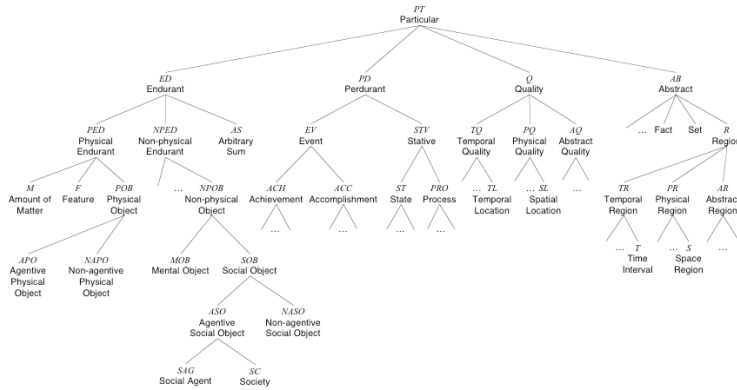 PT
Particular
ED PD Q AB
Endurant Perdurant Quality Abstract
PED NPED AS EV STV TQ PQ AQ … Fact Set R
Physical Non-physical Arbitrary Event Stative Temporal Physical Abstract Region
Endurant Endurant Sum Quality Quality Quality
M F POB … NPOB ACH ACC ST PRO … TL … SL … TR PR AR
Amount of Feature Physical Non-physical Achievement Accomplishment State Process Temporal Spatial Temporal Physical Abstract
Matter Object Object Location Location Region Region Region
… … … …
… T … S …
APO NAPO MOB SOB Time Space
Agentive Non-agentive Mental Object Social Object Interval Region
Physical Physical
Object Object
ASO NASO
Agentive Non-agentive
Social Object Social Object
SAG SC
Social Agent Society